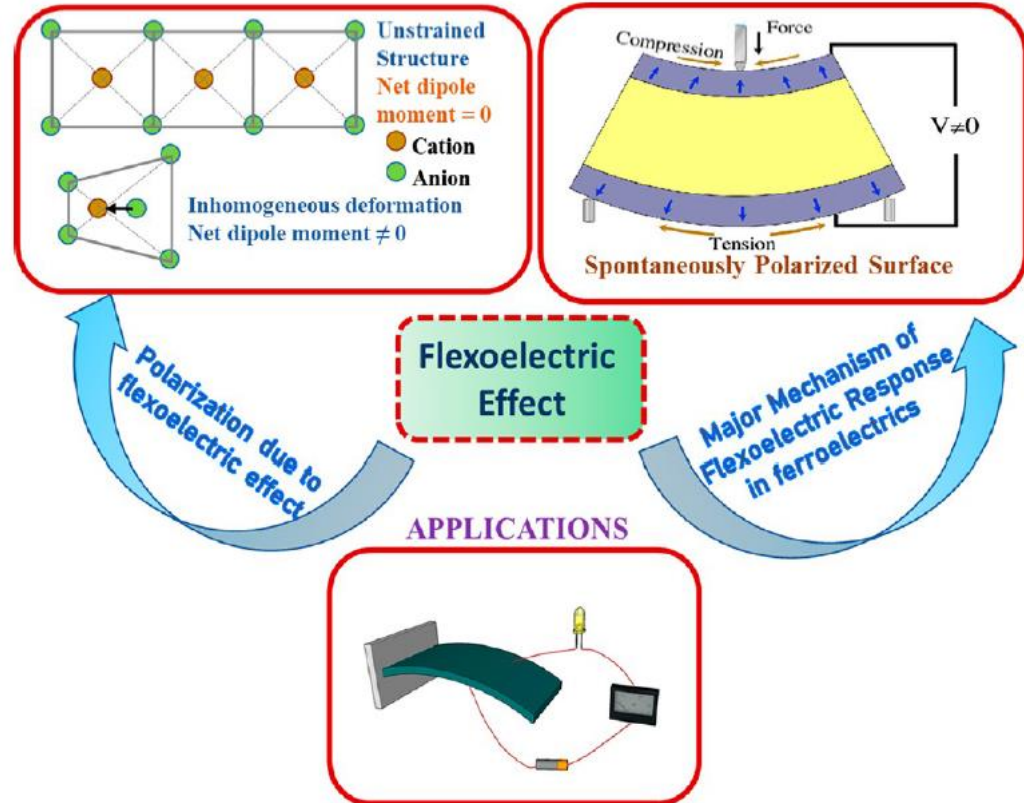 Unstrained
Structure
Net dipole
moment = 0
Cation
Anion
Inhomogeneous deformation
Net dipole moment ≠ 0
Compression
Force
V≠0
Tension
Spontaneously Polarized Surface
Flexoelectric
Effect
Polarization due to
flexoelectric effect
Major Mechanism of
Flexoelectric Response
in ferroelectrics
APPLICATIONS